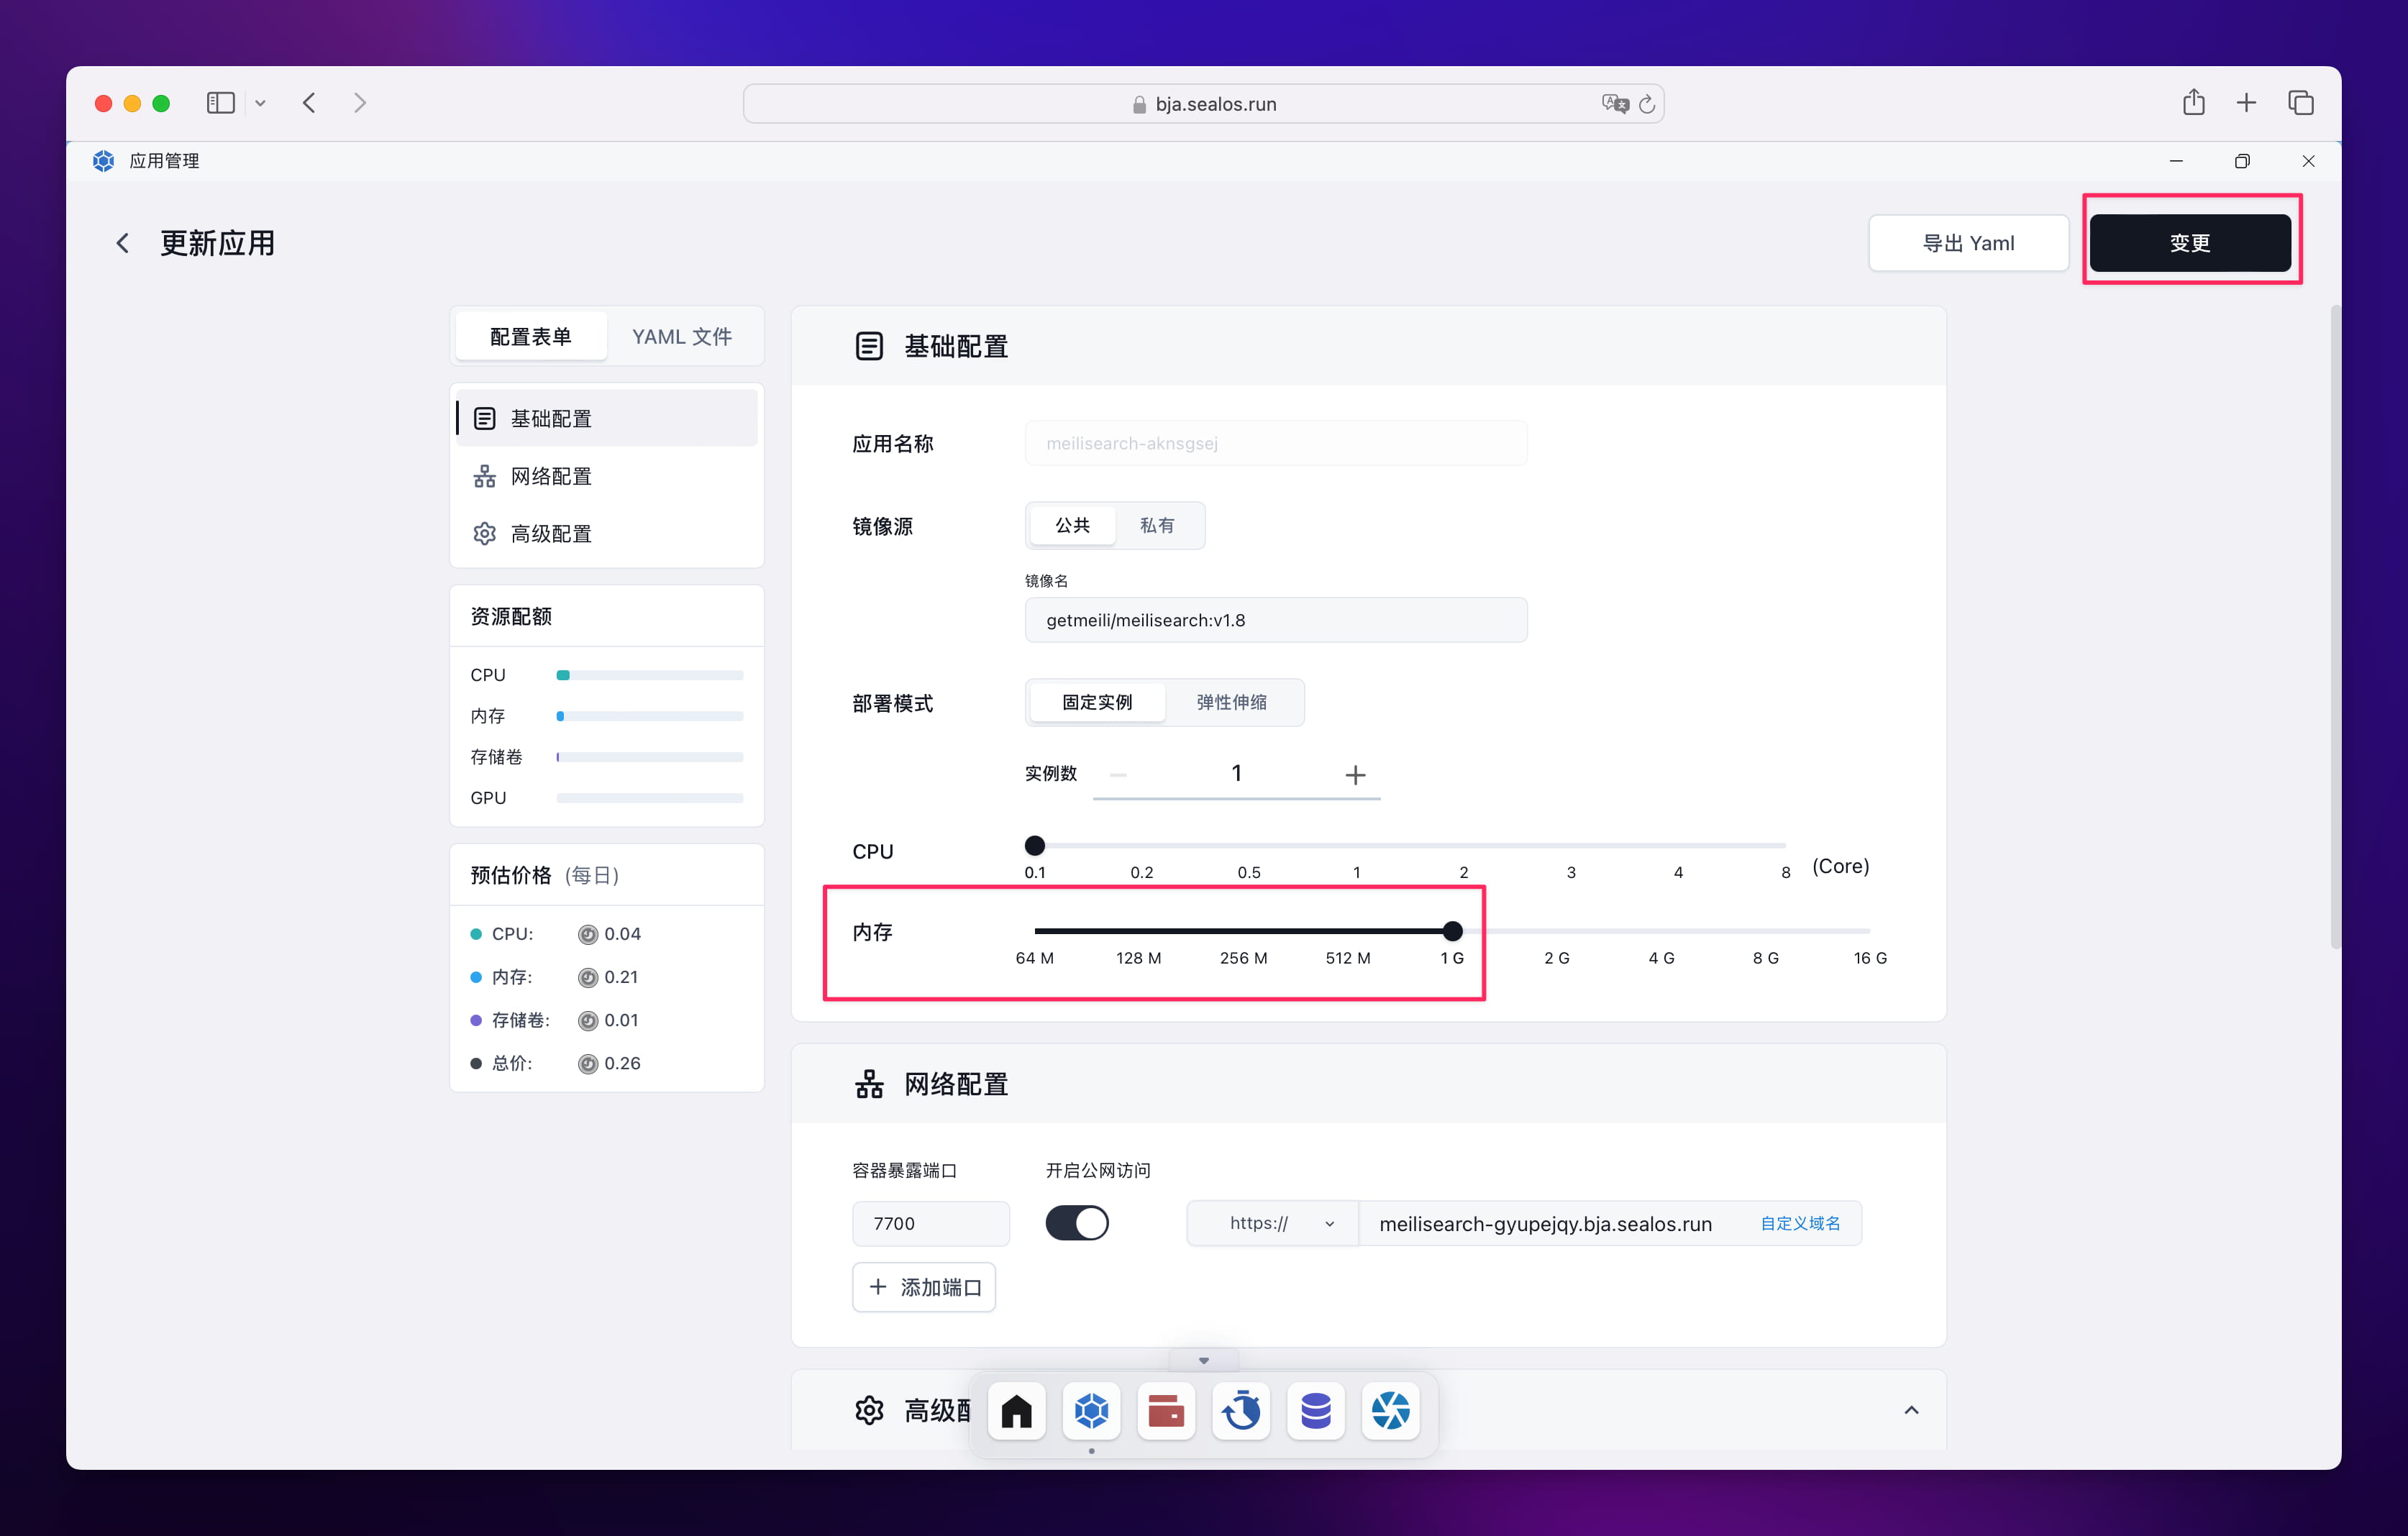 bja.sealos.run
应用管理
更新应用
导出 Yaml
变更
配置表单
YAML 文件
基础配置
网络配置
高级配置
资源配额
CPU
内存
存储卷
GPU
预估价格 (每日)
CPU: 0.04
内存: 0.21
存储卷: 0.01
总价: 0.26
基础配置
应用名称
meilisearch-aknsgsej
镜像源
公共
私有
镜像名
getmeili/meilisearch:v1.8
部署模式
固定实例
弹性伸缩
实例数
1
CPU
0.1 0.2 0.5 1 2 3 4 8 (Core)
内存
64 M 128 M 256 M 512 M 1 G 2 G 4 G 8 G 16 G
网络配置
容器暴露端口
开启公网访问
7700
https://
meilisearch-gyupejqy.bja.sealos.run
自定义域名
添加端口
高级